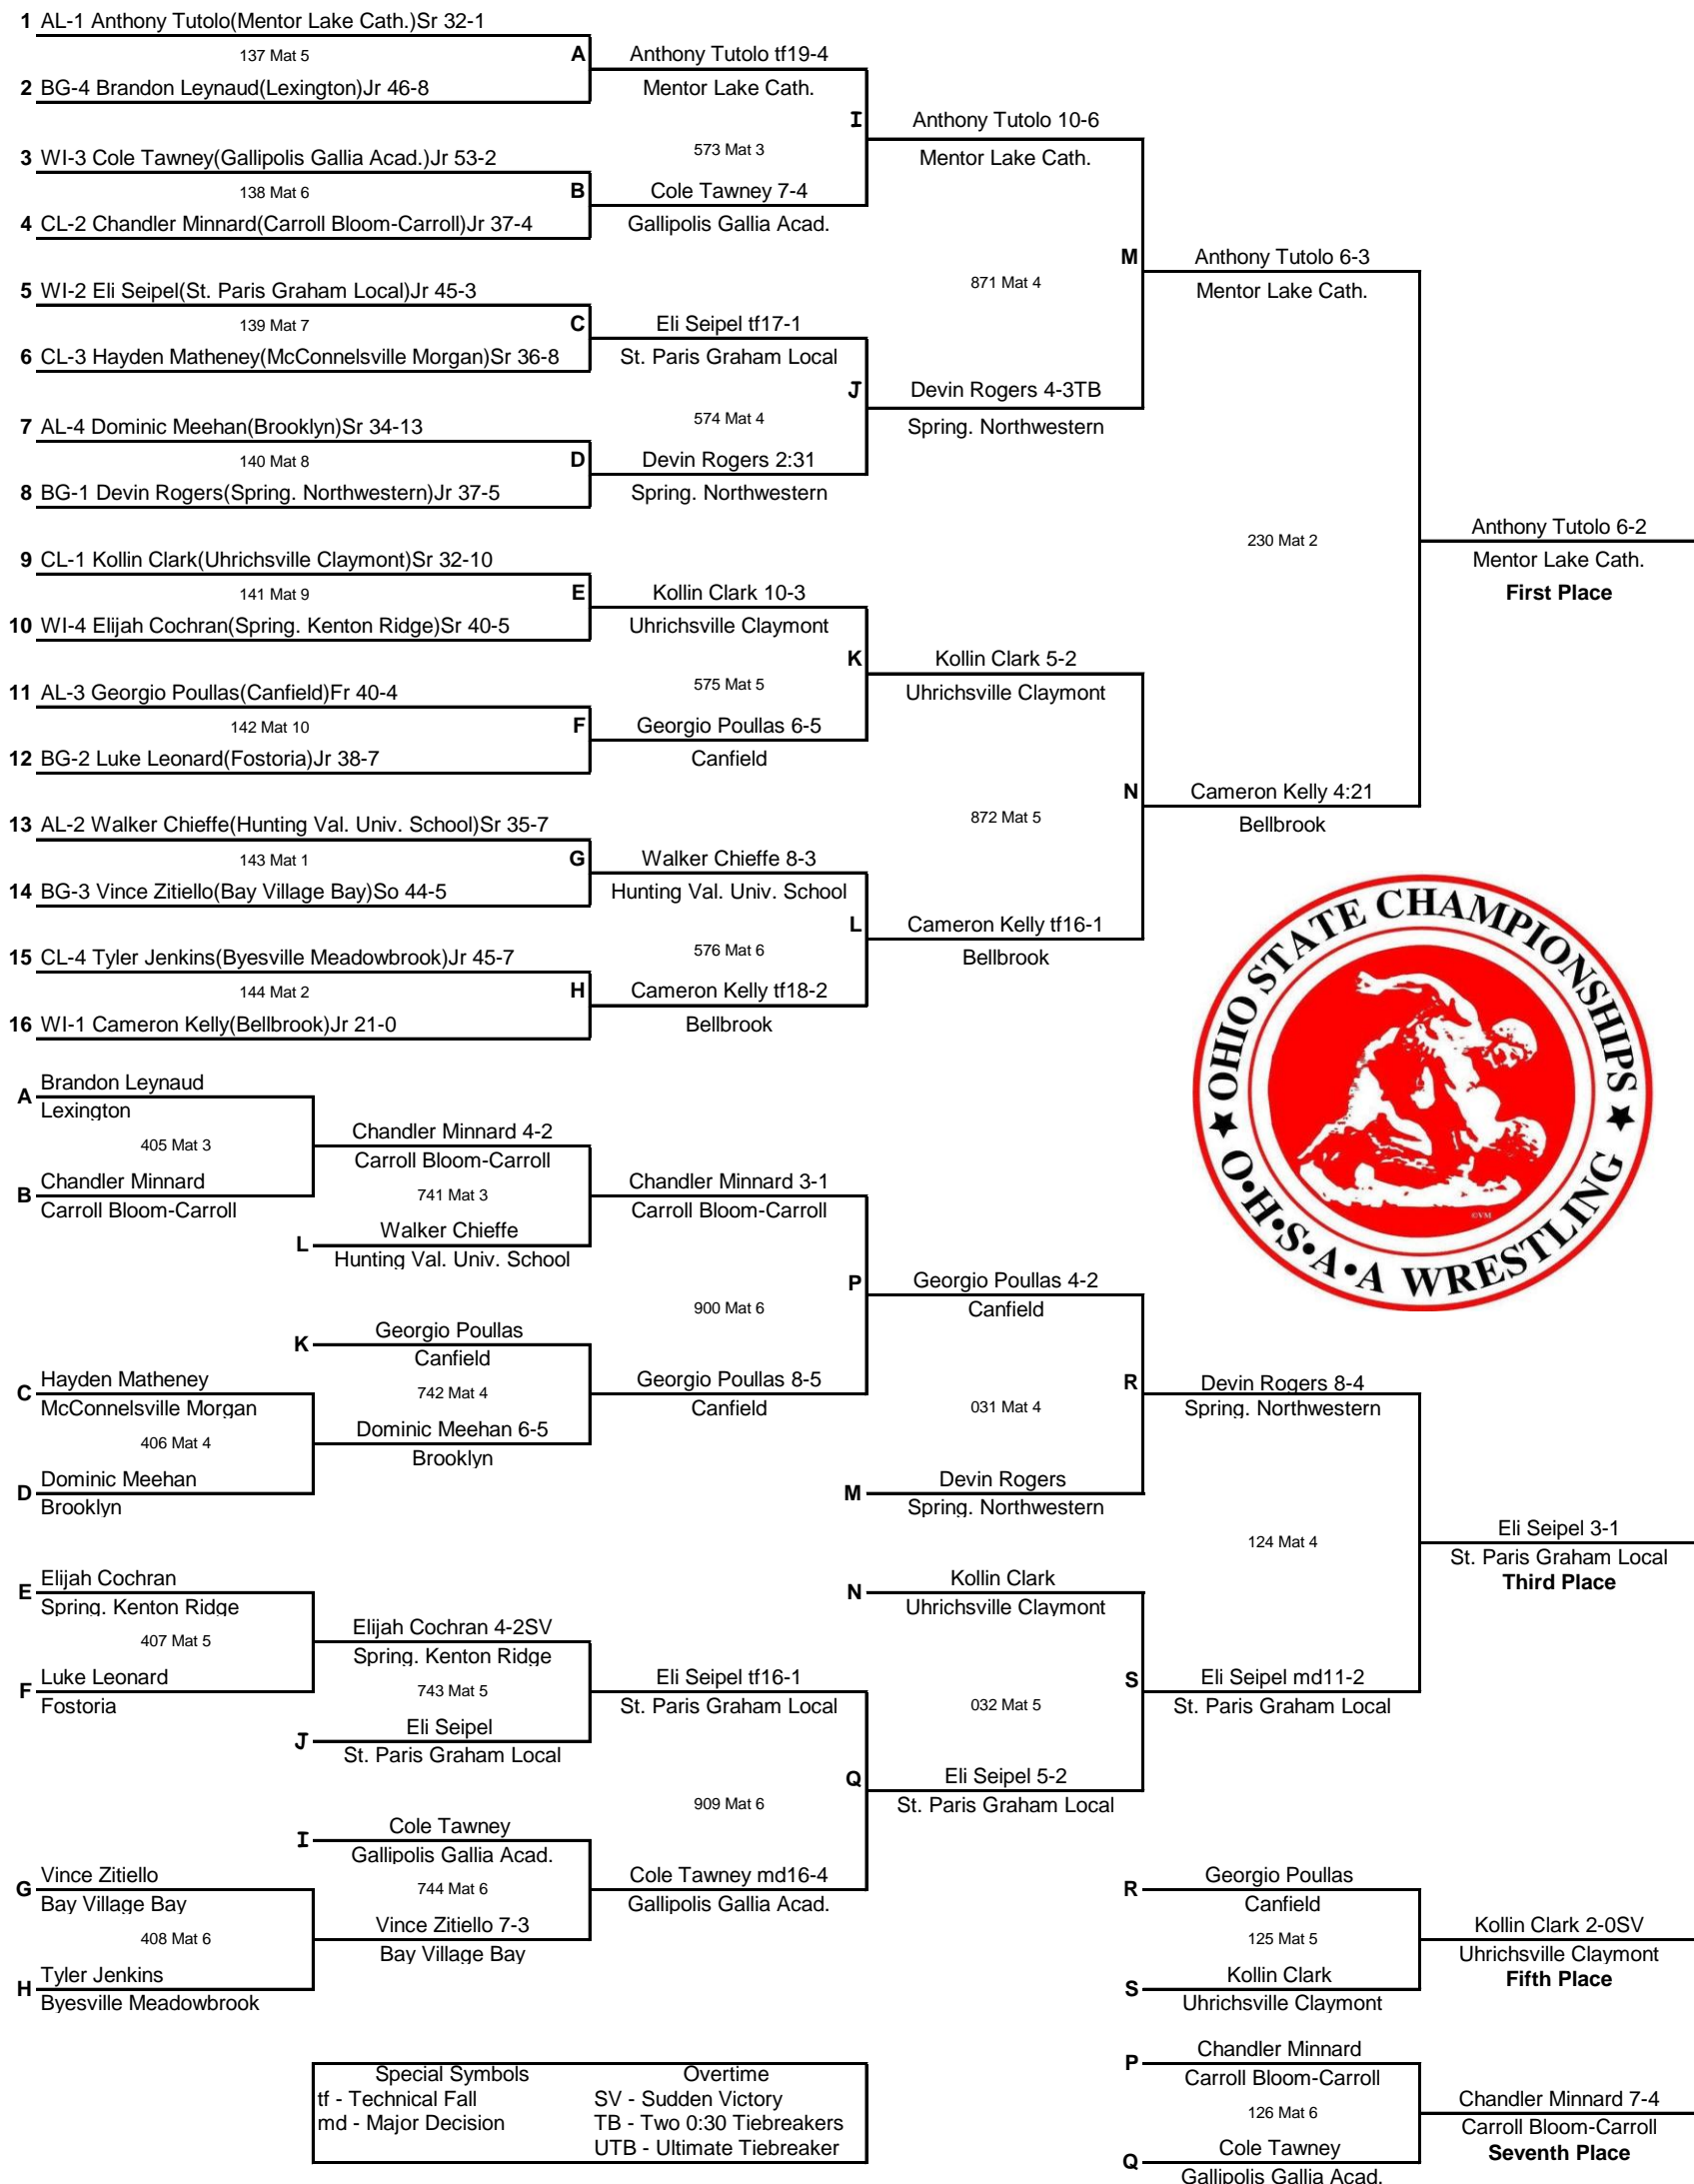 1 AL-1 Anthony Tutolo(Mentor Lake Cath.)Sr 32-1
137 Mat 5
A
2 BG-4 Brandon Leynaud(Lexington)Jr 46-8
Anthony Tutolo tf19-4
Mentor Lake Cath.
3 WI-3 Cole Tawney(Gallipolis Gallia Acad.)Jr 53-2
138 Mat 6
B
4 CL-2 Chandler Minnard(Carroll Bloom-Carroll)Jr 37-4
573 Mat 3
I
Cole Tawney 7-4
Gallipolis Gallia Acad.
Anthony Tutolo 10-6
Mentor Lake Cath.
5 WI-2 Eli Seipel(St. Paris Graham Local)Jr 45-3
139 Mat 7
C
6 CL-3 Hayden Matheney(McConnelsville Morgan)Sr 36-8
Eli Seipel tf17-1
St. Paris Graham Local
7 AL-4 Dominic Meehan(Brooklyn)Sr 34-13
140 Mat 8
D
8 BG-1 Devin Rogers(Spring. Northwestern)Jr 37-5
574 Mat 4
J
Devin Rogers 2:31
Spring. Northwestern
Devin Rogers 4-3TB
Spring. Northwestern
871 Mat 4
M
Anthony Tutolo 6-3
Mentor Lake Cath.
9 CL-1 Kollin Clark(Uhrichsville Claymont)Sr 32-10
141 Mat 9
E
10 WI-4 Elijah Cochran(Spring. Kenton Ridge)Sr 40-5
Kollin Clark 10-3
Uhrichsville Claymont
11 AL-3 Georgio Poullas(Canfield)Fr 40-4
142 Mat 10
F
12 BG-2 Luke Leonard(Fostoria)Jr 38-7
575 Mat 5
K
Georgio Poullas 6-5
Canfield
Kollin Clark 5-2
Uhrichsville Claymont
13 AL-2 Walker Chieffe(Hunting Val. Univ. School)Sr 35-7
143 Mat 1
G
14 BG-3 Vince Zitiello(Bay Village Bay)So 44-5
Walker Chieffe 8-3
Hunting Val. Univ. School
15 CL-4 Tyler Jenkins(Byesville Meadowbrook)Jr 45-7
144 Mat 2
H
16 WI-1 Cameron Kelly(Bellbrook)Jr 21-0
576 Mat 6
L
Cameron Kelly tf18-2
Bellbrook
Cameron Kelly tf16-1
Bellbrook
872 Mat 5
N
Cameron Kelly 4:21
Bellbrook
230 Mat 2
Anthony Tutolo 6-2
Mentor Lake Cath.
First Place
OHIO STATE CHAMPIONSHIPS
O•H•S•A•A WRESTLING
©VM
A Brandon Leynaud
Lexington
405 Mat 3
B Chandler Minnard
Carroll Bloom-Carroll
Chandler Minnard 4-2
Carroll Bloom-Carroll
741 Mat 3
L Walker Chieffe
Hunting Val. Univ. School
Chandler Minnard 3-1
Carroll Bloom-Carroll
K Georgio Poullas
Canfield
C Hayden Matheney
McConnelsville Morgan
406 Mat 4
D Dominic Meehan
Brooklyn
742 Mat 4
Dominic Meehan 6-5
Brooklyn
Georgio Poullas 8-5
Canfield
900 Mat 6
P
Georgio Poullas 4-2
Canfield
031 Mat 4
R
M Devin Rogers
Spring. Northwestern
Devin Rogers 8-4
Spring. Northwestern
E Elijah Cochran
Spring. Kenton Ridge
407 Mat 5
F Luke Leonard
Fostoria
Elijah Cochran 4-2SV
Spring. Kenton Ridge
743 Mat 5
J Eli Seipel
St. Paris Graham Local
Eli Seipel tf16-1
St. Paris Graham Local
I Cole Tawney
Gallipolis Gallia Acad.
G Vince Zitiello
Bay Village Bay
408 Mat 6
H Tyler Jenkins
Byesville Meadowbrook
744 Mat 6
Vince Zitiello 7-3
Bay Village Bay
Cole Tawney md16-4
Gallipolis Gallia Acad.
909 Mat 6
Q
Eli Seipel 5-2
St. Paris Graham Local
N Kollin Clark
Uhrichsville Claymont
032 Mat 5
S
Eli Seipel md11-2
St. Paris Graham Local
124 Mat 4
Eli Seipel 3-1
St. Paris Graham Local
Third Place
R Georgio Poullas
Canfield
125 Mat 5
S Kollin Clark
Uhrichsville Claymont
Kollin Clark 2-0SV
Uhrichsville Claymont
Fifth Place
P Chandler Minnard
Carroll Bloom-Carroll
126 Mat 6
Q Cole Tawney
Gallipolis Gallia Acad.
Chandler Minnard 7-4
Carroll Bloom-Carroll
Seventh Place
Special Symbols
tf - Technical Fall
md - Major Decision
Overtime
SV - Sudden Victory
TB - Two 0:30 Tiebreakers
UTB - Ultimate Tiebreaker